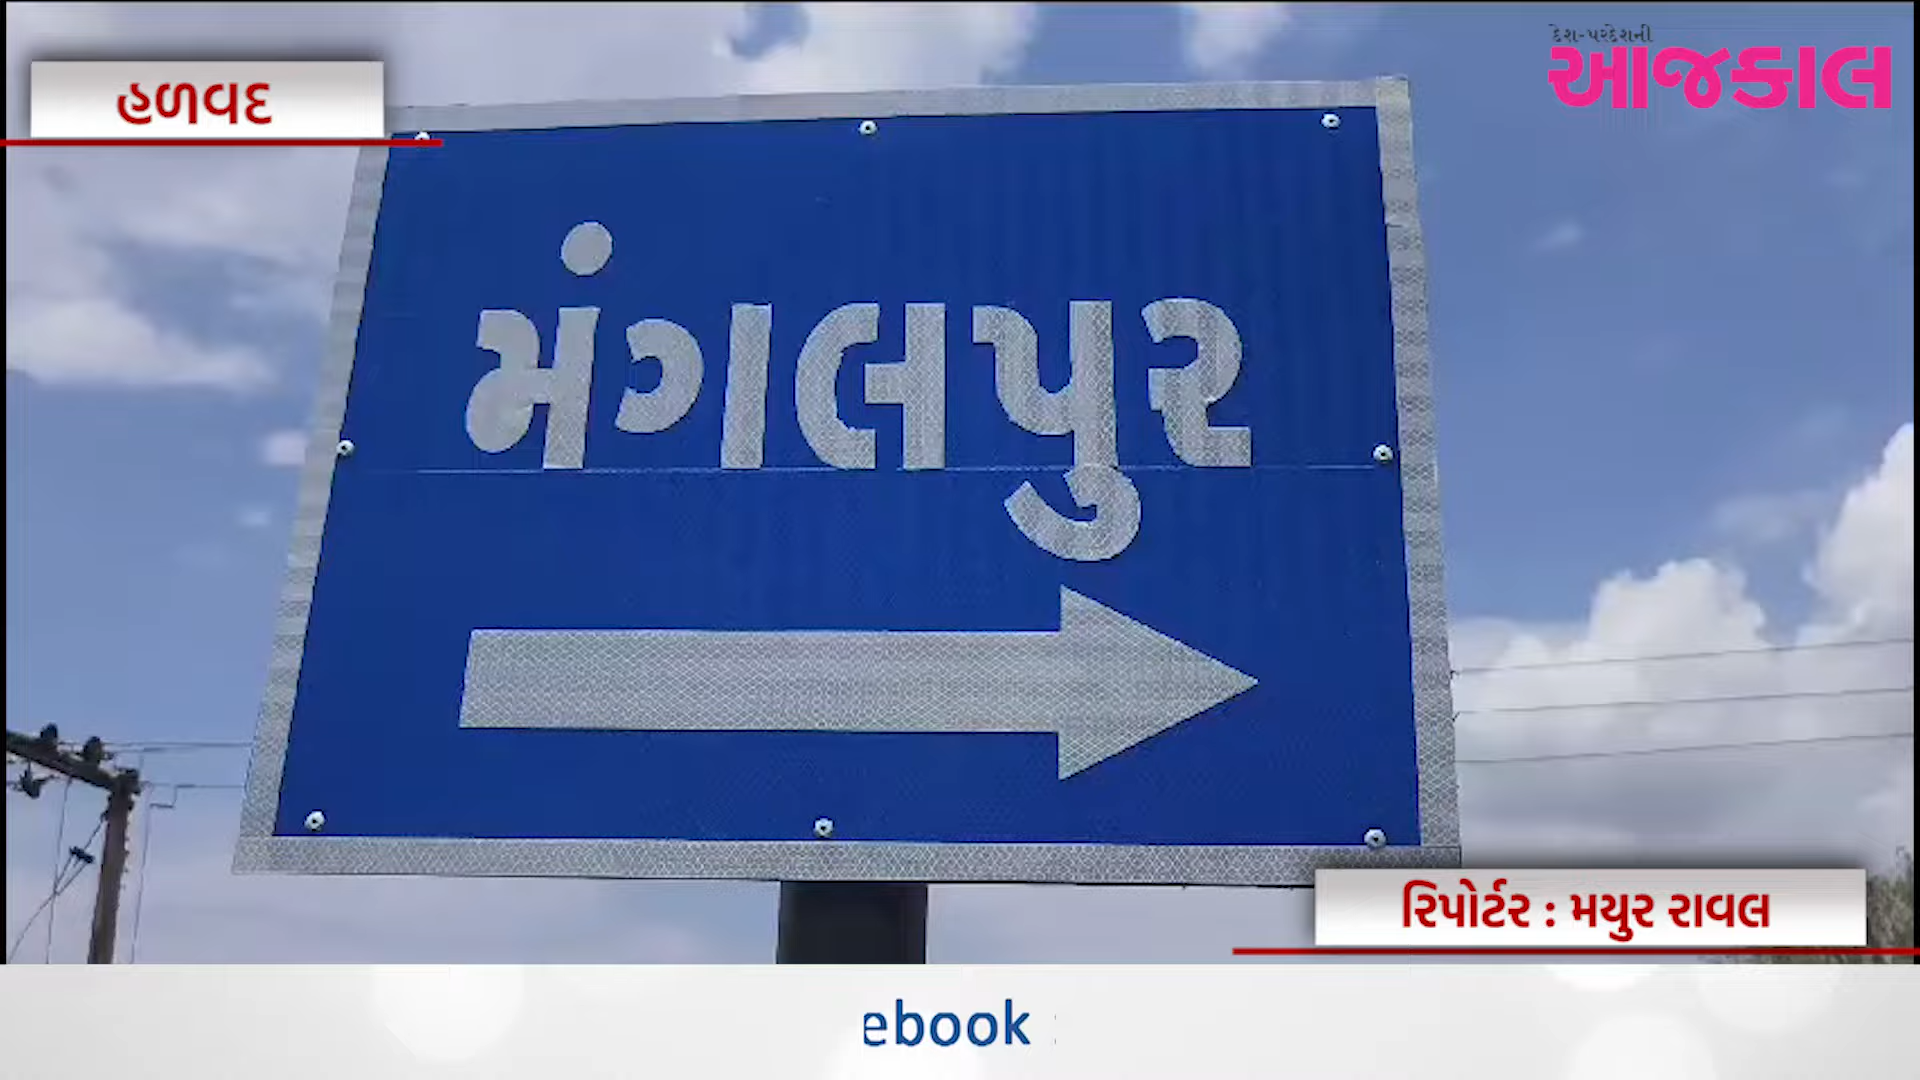 દેશ-પરદેશની
આજકાલ
હળવદ
મંગલપુર
રિપોર્ટર : મયુર રાવલ
ebook :